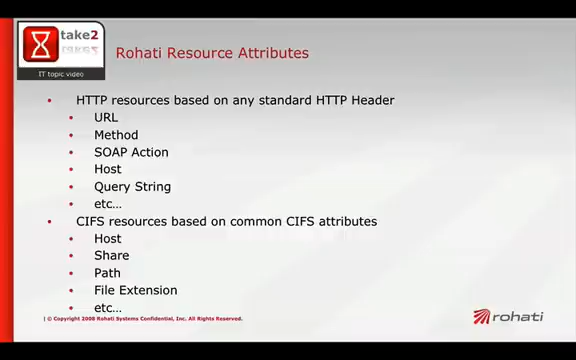 take2
IT topic video
Rohati Resource Attributes
• HTTP resources based on any standard HTTP Header
• URL
• Method
• SOAP Action
• Host
• Query String
• etc…
• CIFS resources based on common CIFS attributes
• Host
• Share
• Path
• File Extension
• etc…
| © Copyright 2008 Rohati Systems Confidential, Inc. All Rights Reserved.
rohati